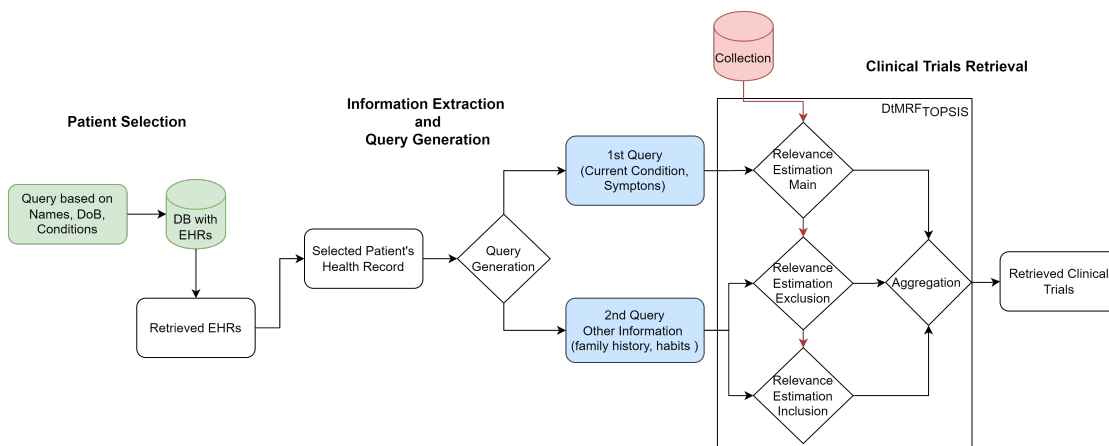 Patient Selection
Query based on
Names, DoB,
Conditions
DB with
EHRs
Retrieved EHRs
Information Extraction
and
Query Generation
Selected Patient's
Health Record
Query
Generation
1st Query
(Current Condition,
Symptons)
2nd Query
Other Information
(family history, habits )
Collection
Clinical Trials Retrieval
DtMRFTOPSIS
Relevance
Estimation
Main
Relevance
Estimation
Exclusion
Relevance
Estimation
Inclusion
Aggregation
Retrieved Clinical
Trials